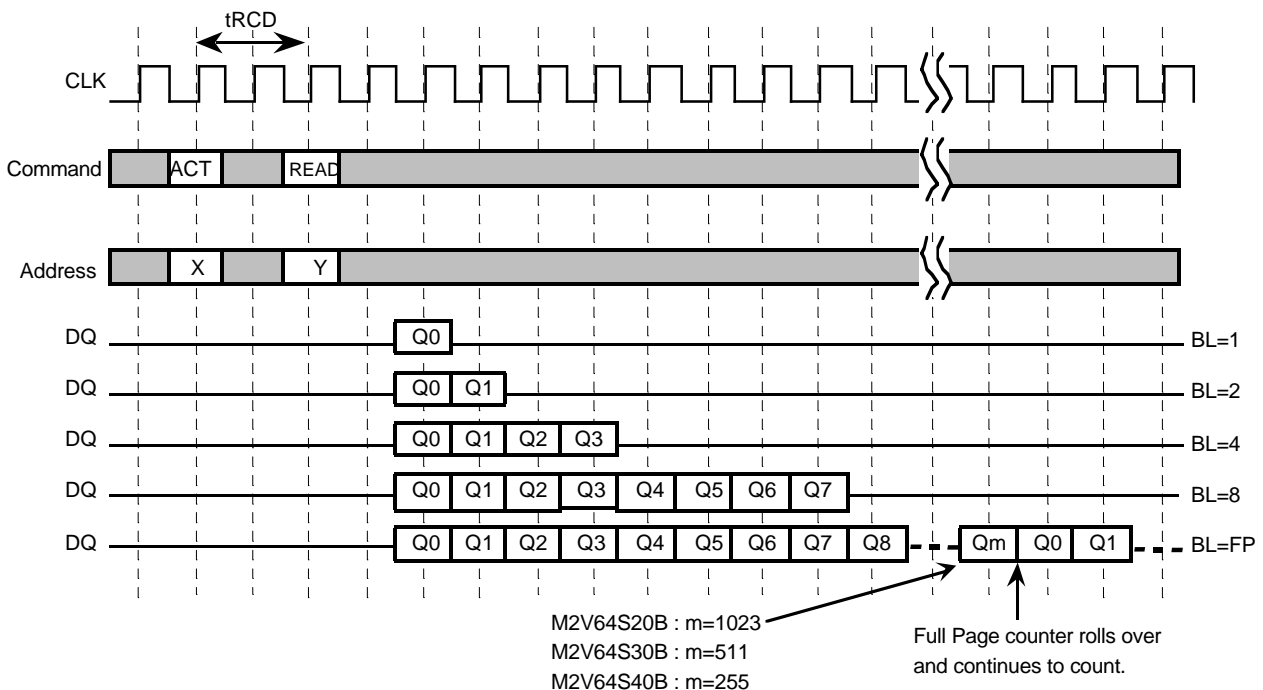 tRCD
CLK
Command ACT READ
Address X Y
DQ Q0 BL=1
DQ Q0 Q1 BL=2
DQ Q0 Q1 Q2 Q3 BL=4
DQ Q0 Q1 Q2 Q3 Q4 Q5 Q6 Q7 BL=8
DQ Q0 Q1 Q2 Q3 Q4 Q5 Q6 Q7 Q8 Qm Q0 Q1 BL=FP
M2V64S20B : m=1023
M2V64S30B : m=511
M2V64S40B : m=255
Full Page counter rolls over
and continues to count.